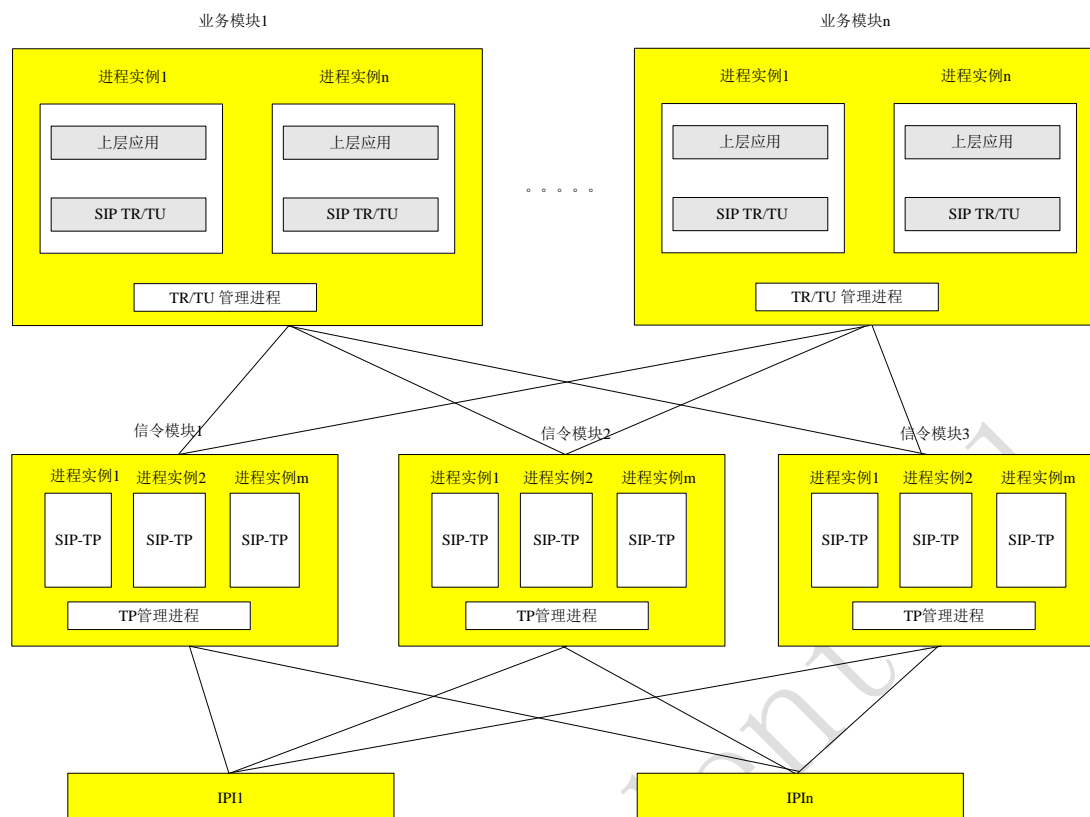 业务模块1 业务模块n
进程实例1 进程实例n 进程实例1 进程实例n
上层应用 上层应用 上层应用 上层应用
。。。。。
SIP TR/TU SIP TR/TU SIP TR/TU SIP TR/TU
TR/TU 管理进程 TR/TU 管理进程
信令模块1 信令模块2 信令模块3
进程实例1 进程实例2 进程实例m 进程实例1 进程实例2 进程实例m 进程实例1 进程实例2 进程实例m
SIP-TP SIP-TP SIP-TP SIP-TP SIP-TP SIP-TP SIP-TP SIP-TP SIP-TP
TP管理进程 TP管理进程 TP管理进程
IPI1 IPIn